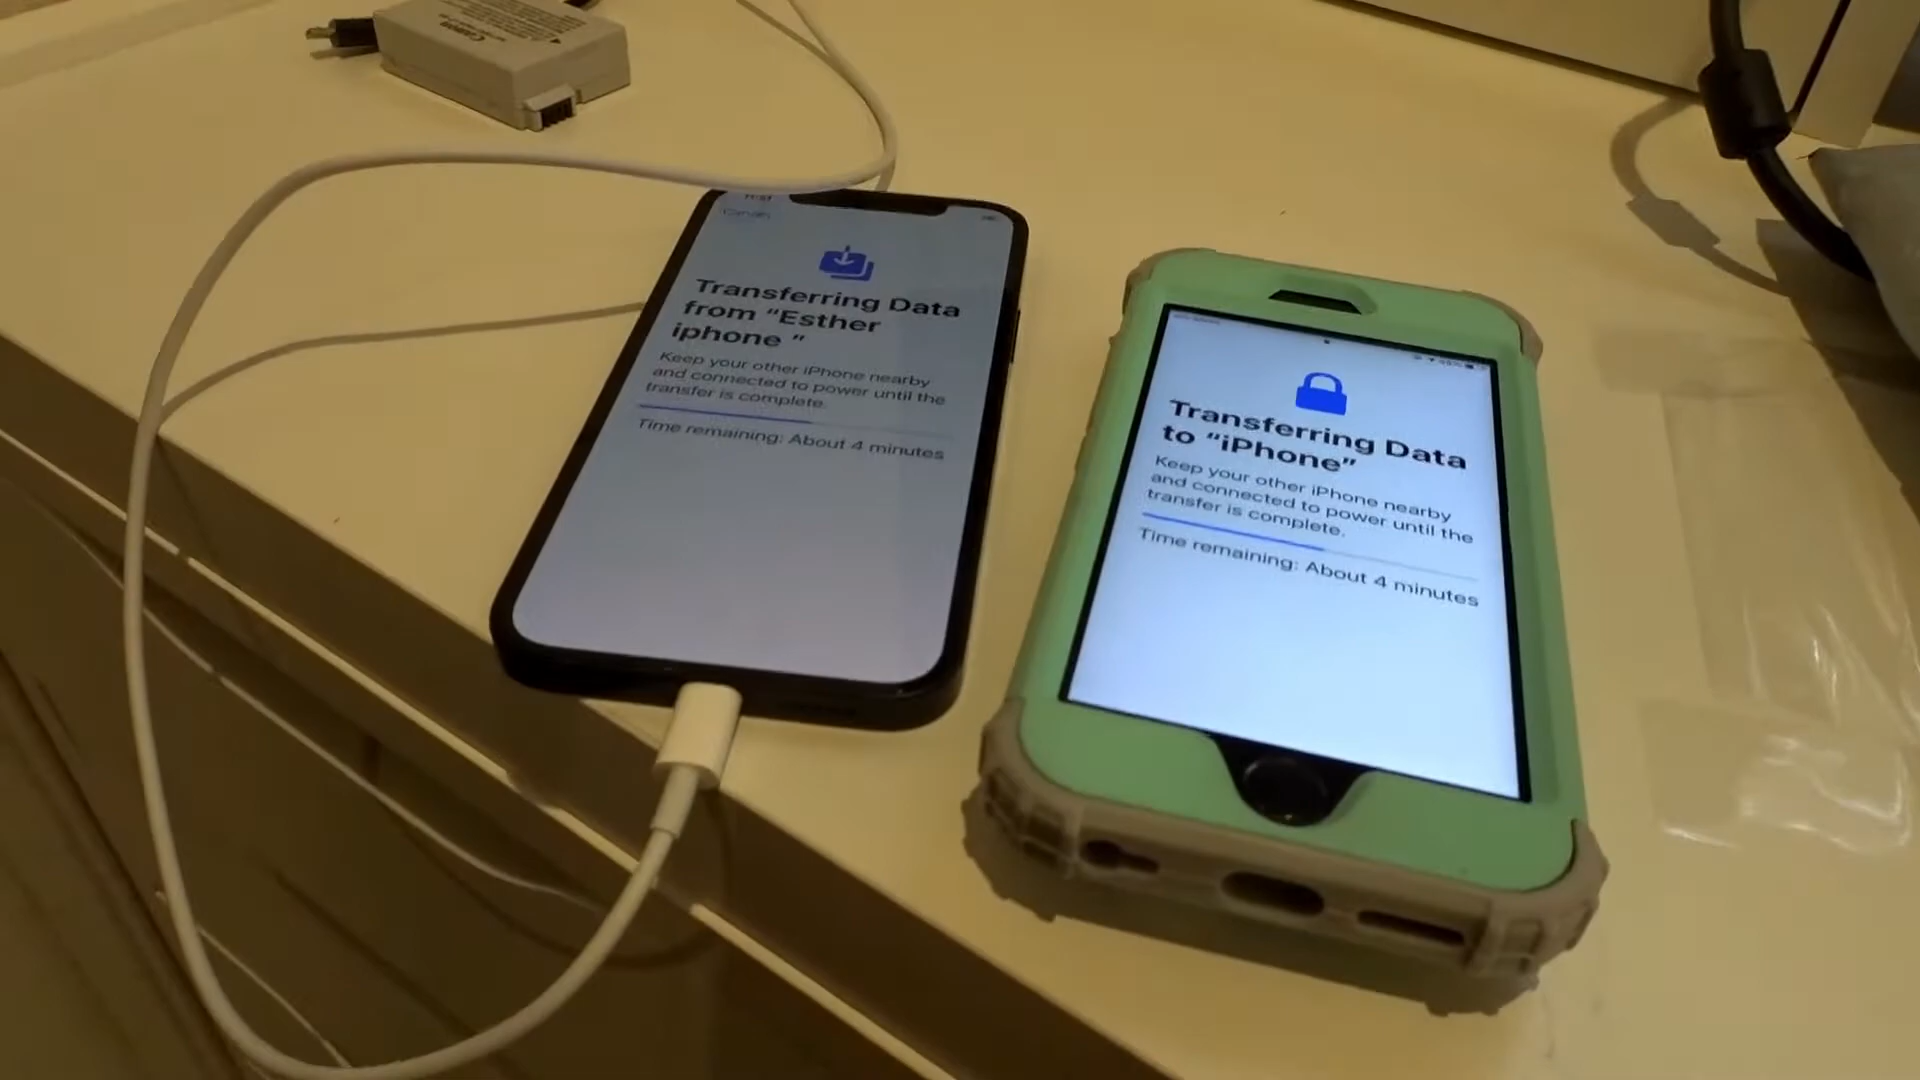 Canon
Transferring Data
from “Esther
iphone ”
Keep your other iPhone nearby
and connected to power until the
transfer is complete.
Time remaining: About 4 minutes
Transferring Data
to “iPhone”
Keep your other iPhone nearby
and connected to power until the
transfer is complete.
Time remaining: About 4 minutes